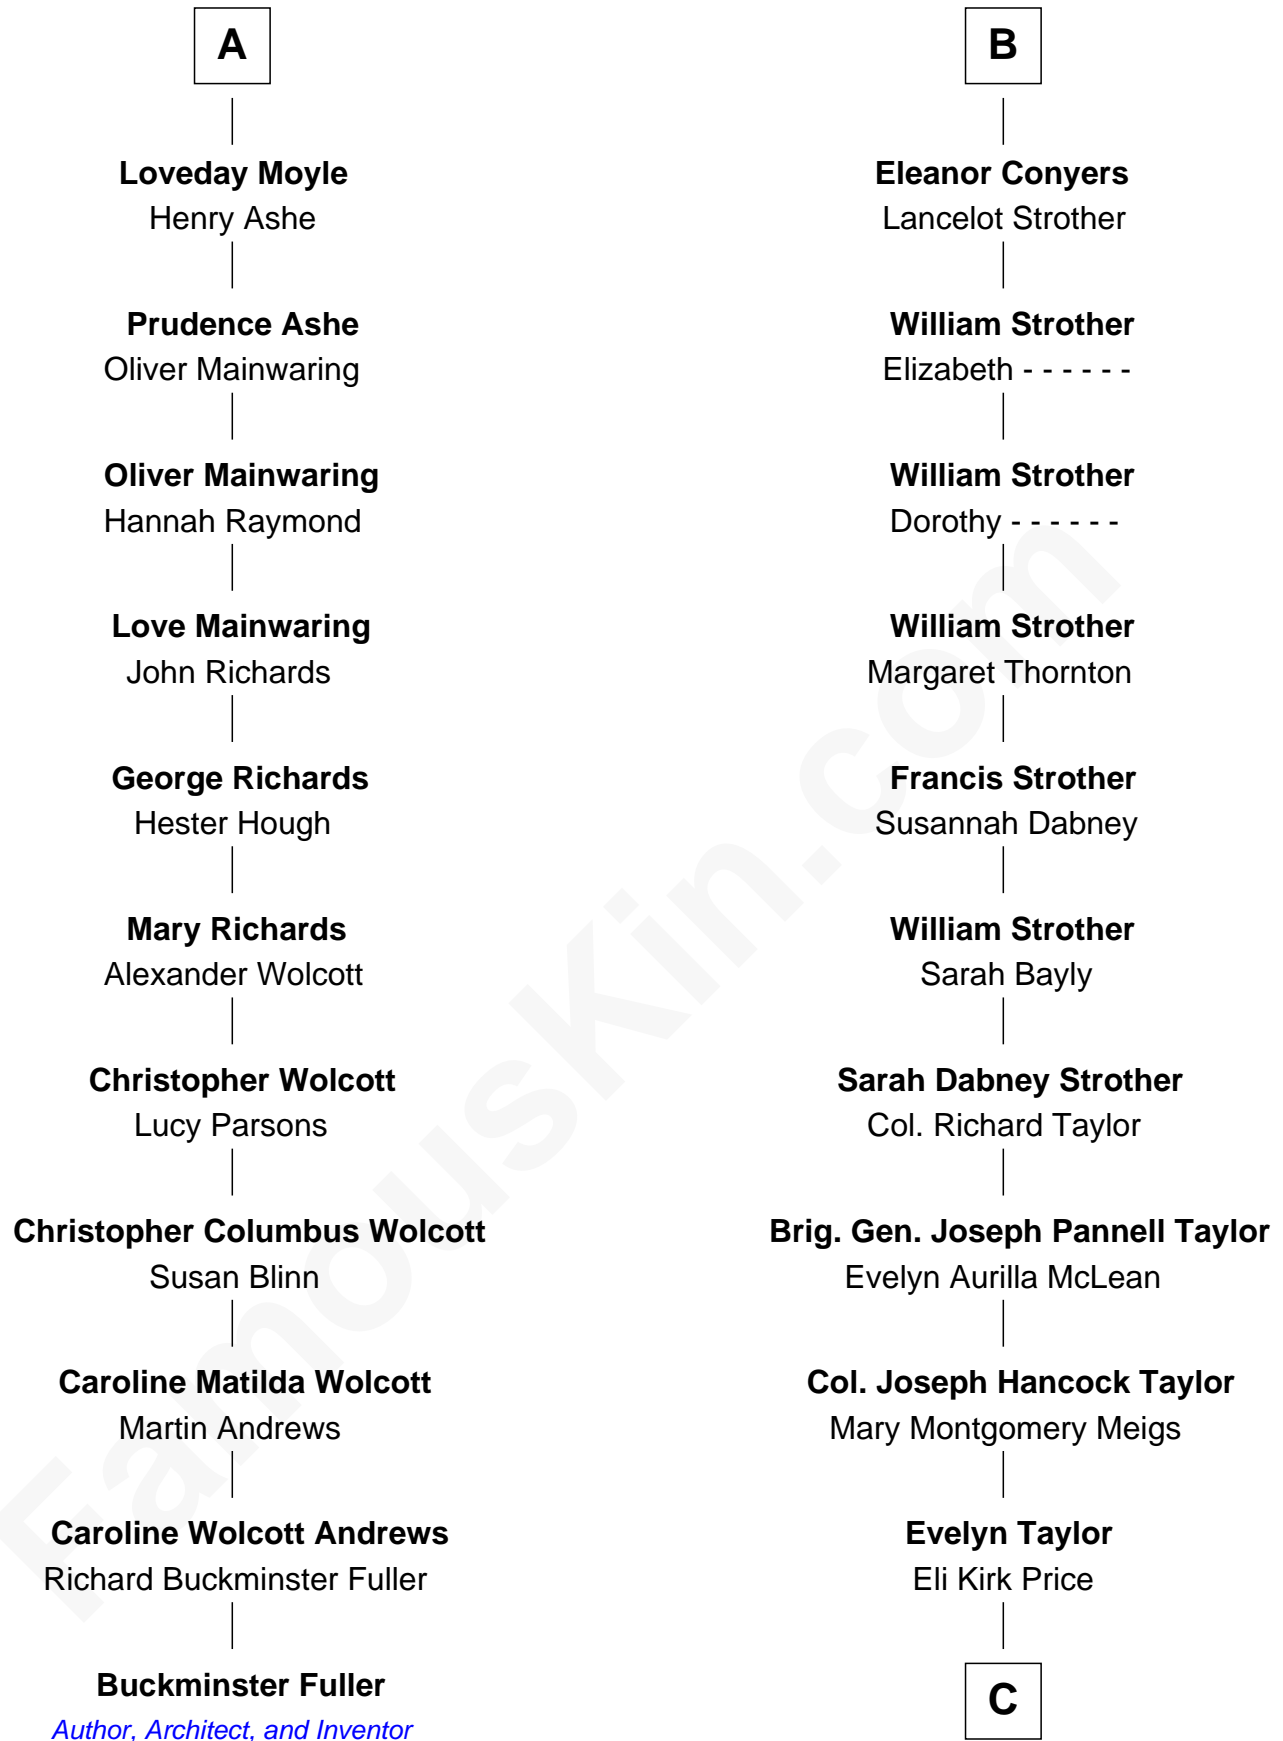 A
Loveday Moyle
Henry Ashe
Prudence Ashe
Oliver Mainwaring
Oliver Mainwaring
Hannah Raymond
Love Mainwaring
John Richards
George Richards
Hester Hough
Mary Richards
Alexander Wolcott
Christopher Wolcott
Lucy Parsons
Christopher Columbus Wolcott
Susan Blinn
Caroline Matilda Wolcott
Martin Andrews
Caroline Wolcott Andrews
Richard Buckminster Fuller
Buckminster Fuller
Author, Architect, and Inventor
B
Eleanor Conyers
Lancelot Strother
William Strother
Elizabeth - - - - - -
William Strother
Dorothy - - - - - -
William Strother
Margaret Thornton
Francis Strother
Susannah Dabney
William Strother
Sarah Bayly
Sarah Dabney Strother
Col. Richard Taylor
Brig. Gen. Joseph Pannell Taylor
Evelyn Aurilla McLean
Col. Joseph Hancock Taylor
Mary Montgomery Meigs
Evelyn Taylor
Eli Kirk Price
C
FamousKin.com